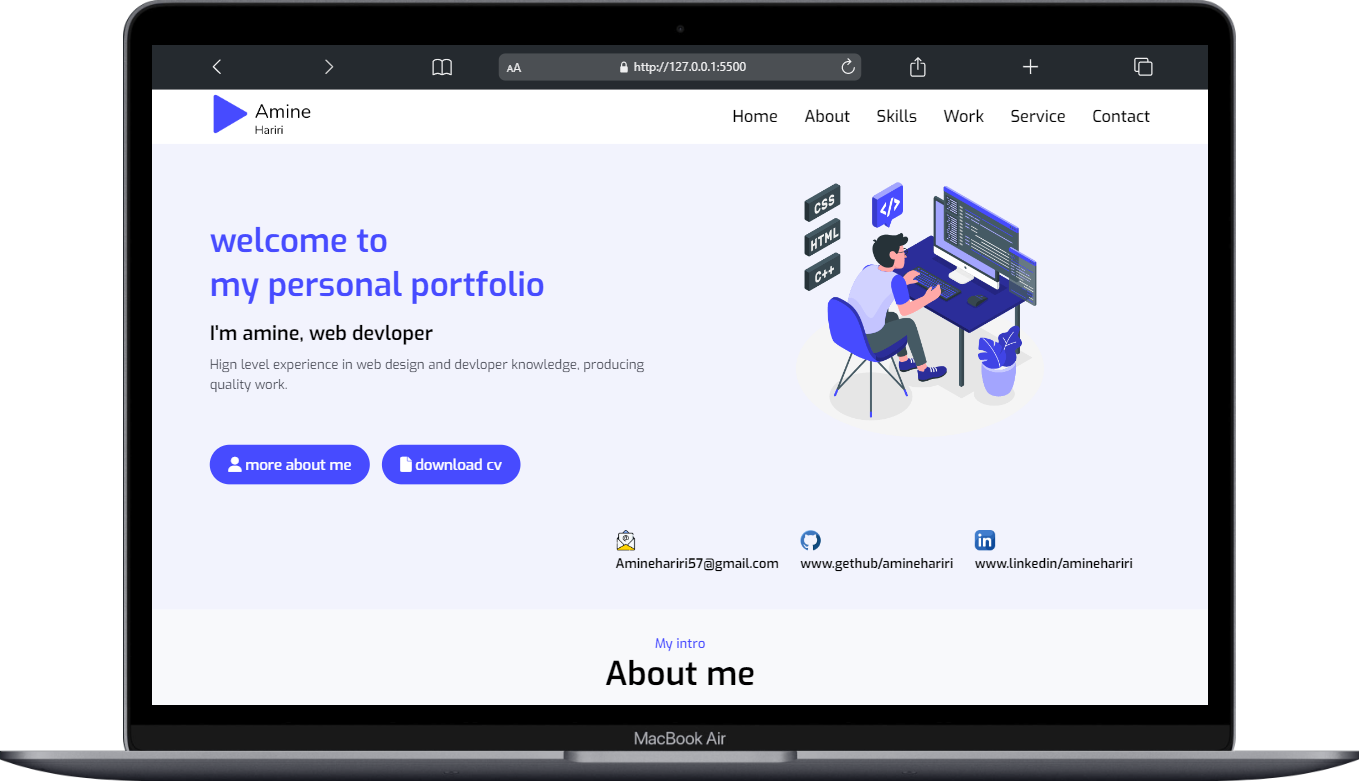 AA http://127.0.0.1:5500
Amine
Hariri
Home About Skills Work Service Contact
CSS
HTML
C++
</>
welcome to
my personal portfolio
I'm amine, web devloper
Hign level experience in web design and devloper knowledge, producing
quality work.
more about me download cv
Aminehariri57@gmail.com www.gethub/aminehariri www.linkedin/aminehariri
My intro
About me
MacBook Air